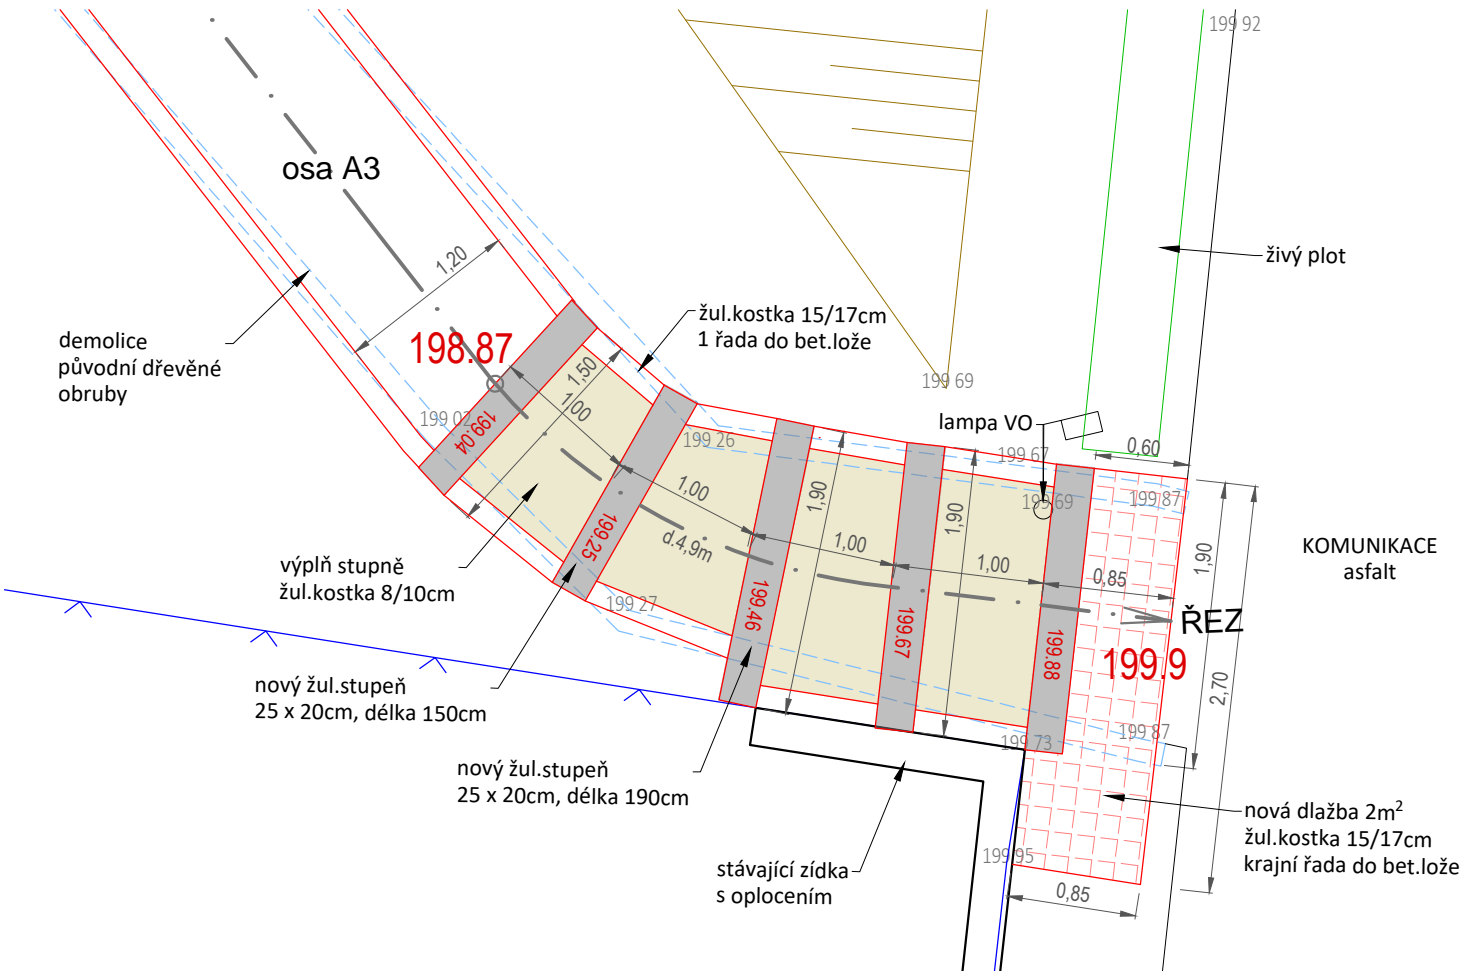 199 92
osa A3
živý plot
1,20
demolice
původní dřevěné
obruby
198.87
žul.kostka 15/17cm
1 řada do bet.lože
1,50
199 69
1,00
199 02
199.04
lampa VO
199 26
199 67
0,60
1,00
1,90
1,90
199 69
199 87
199.25
d.4,9m
1,00
1,00
0,85
1,90
KOMUNIKACE
asfalt
výplň stupně
žul.kostka 8/10cm
199 27
199.46
199.67
199.88
ŘEZ
199.9
2,70
nový žul.stupeň
25 x 20cm, délka 150cm
199 73
199 87
nový žul.stupeň
25 x 20cm, délka 190cm
nová dlažba 2m²
žul.kostka 15/17cm
krajní řada do bet.lože
199 95
stávající zídka
s oplocením
0,85